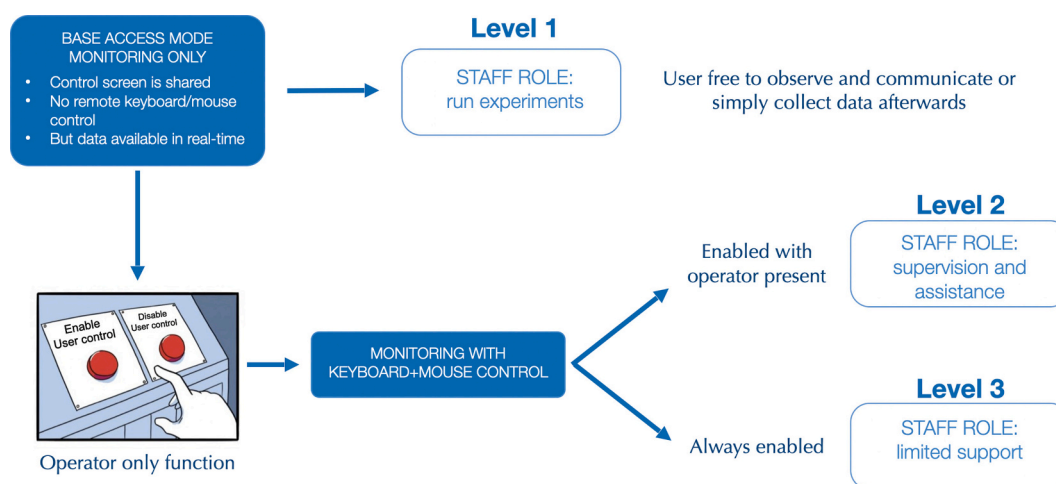 BASE ACCESS MODE
MONITORING ONLY
• Control screen is shared
• No remote keyboard/mouse
control
• But data available in real-time
Level 1
STAFF ROLE:
run experiments
User free to observe and communicate or
simply collect data afterwards
Enable
User control
Disable
User control
Operator only function
MONITORING WITH
KEYBOARD+MOUSE CONTROL
Enabled with
operator present
Level 2
STAFF ROLE:
supervision and
assistance
Always enabled
Level 3
STAFF ROLE:
limited support